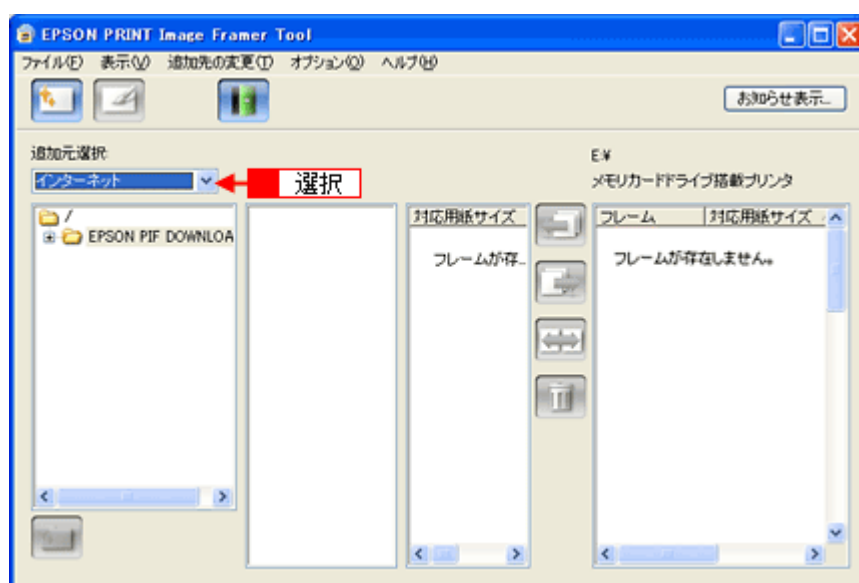 EPSON PRINT Image Framer Tool
ファイル(F) 表示(V) 追加先の変更(T) オプション(O) ヘルプ(H)
お知らせ表示...
追加元選択:
インターネット
選択
E:¥
メモリカードドライブ搭載プリンタ
/
EPSON PIF DOWNLOA
対応用紙サイズ
フレームが存...
フレーム 対応用紙サイズ
フレームが存在しません。